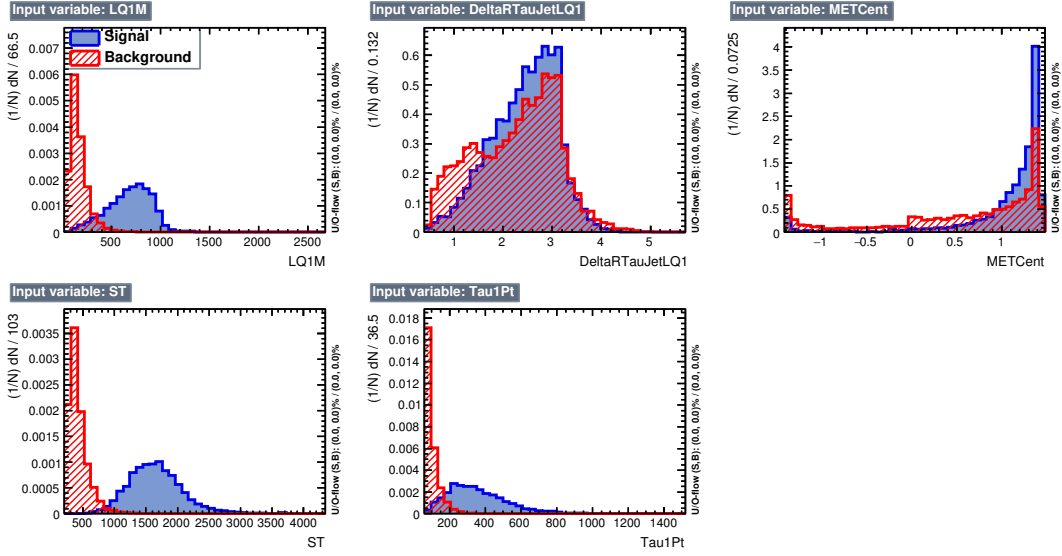 Input variable: LQ1M
(1/N) dN / 66.5
0.007
0.006
0.005
0.004
0.003
0.002
0.001
0
Signal
Background
500 1000 1500 2000 2500
LQ1M
U/O-flow (S,B): (0.0, 0.0)% / (0.0, 0.0)%
Input variable: DeltaRTauJetLQ1
(1/N) dN / 0.132
0.6
0.5
0.4
0.3
0.2
0.1
0
1 2 3 4 5
DeltaRTauJetLQ1
U/O-flow (S,B): (0.0, 0.0)% / (0.0, 0.0)%
Input variable: METCent
(1/N) dN / 0.0725
4
3.5
3
2.5
2
1.5
1
0.5
0
−1 −0.5 0 0.5 1
METCent
U/O-flow (S,B): (0.0, 0.0)% / (0.0, 0.0)%
Input variable: ST
(1/N) dN / 103
0.0035
0.003
0.0025
0.002
0.0015
0.001
0.0005
0
500 1000 1500 2000 2500 3000 3500 4000
ST
U/O-flow (S,B): (0.0, 0.0)% / (0.0, 0.0)%
Input variable: Tau1Pt
(1/N) dN / 36.5
0.018
0.016
0.014
0.012
0.01
0.008
0.006
0.004
0.002
0
200 400 600 800 1000 1200 1400
Tau1Pt
U/O-flow (S,B): (0.0, 0.0)% / (0.0, 0.0)%